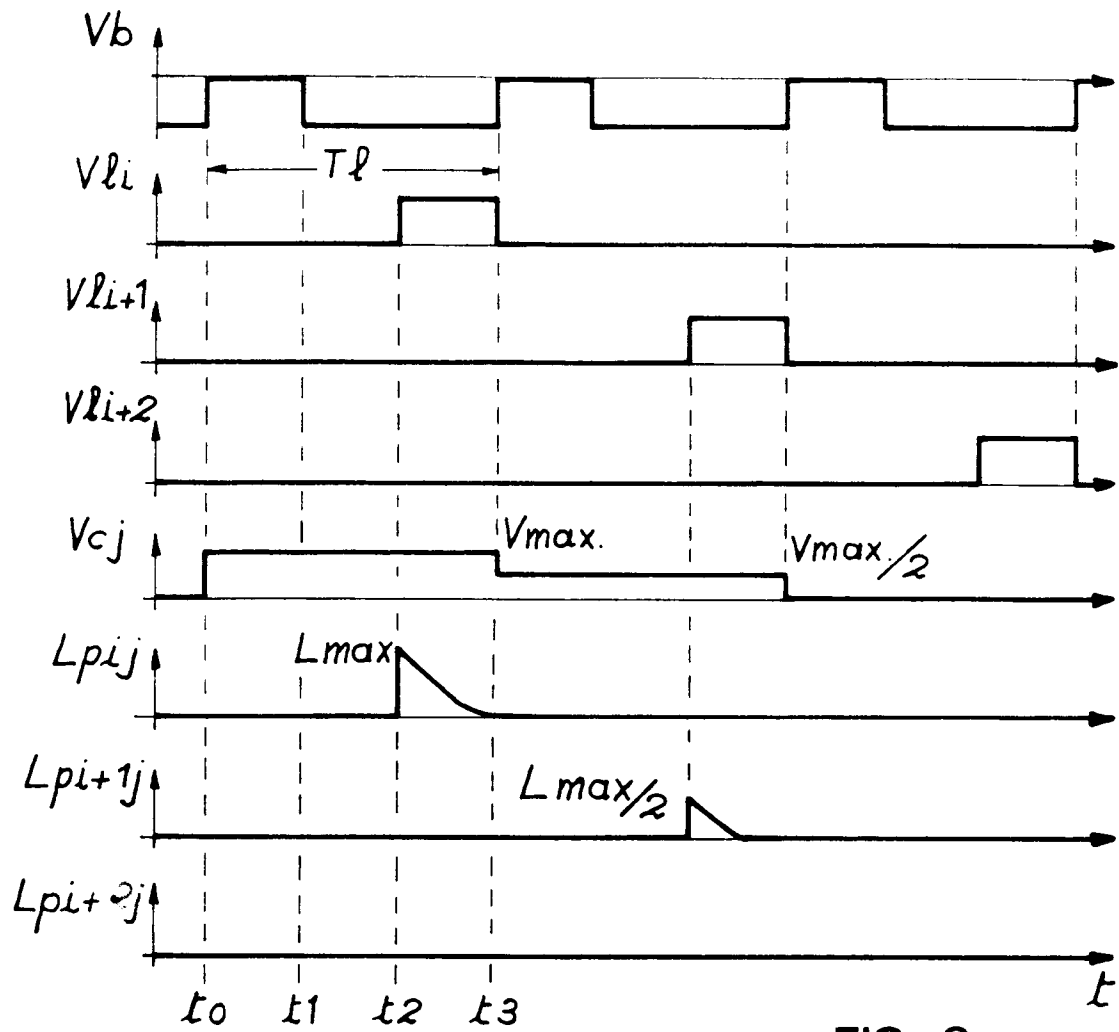 Vb
Tl
Vli
Vli+1
Vli+2
Vcj
Vmax.
Vmax./2
Lpij
Lmax
Lpi+1j
Lmax/2
Lpi+2j
t
t0 t1 t2 t3